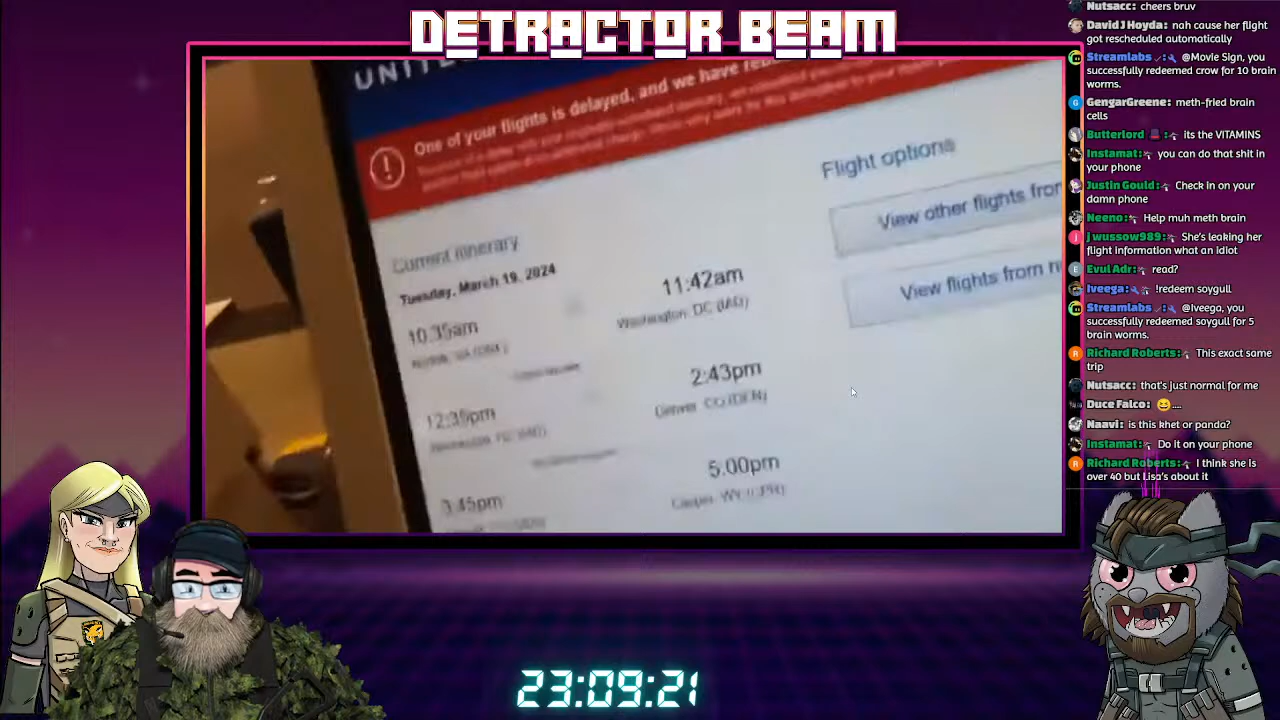 DETRACTOR BEAM
UNITE
One of your flights is delayed, and we have
Current itinerary
Tuesday, March 19, 2024
10:35am
11:42am
Washington, DC (IAD)
12:35pm
2:43pm
Denver, CO (DEN)
3:45pm
5:00pm
Casper, WY (CPR)
Flight options
View other flights from
View flights from
23:09:21
Nutsacc: cheers bruv
David J Hoyda: nah cause her flight
got rescheduled automatically
Streamlabs @Movie Sign, you
successfully redeemed crow for 10 brain
worms.
GengarGreene: meth-fried brain
cells
Butterlord : its the VITAMINS
Instamat: you can do that shit in
your phone
Justin Gould: Check in on your
damn phone
Neeno: Help muh meth brain
j wussow989: She's leaking her
flight information what an idiot
Evul Adr: read?
Iveega: !redeem soygull
Streamlabs : @Iveega, you
successfully redeemed soygull for 5
brain worms.
Richard Roberts: This exact same
trip
Nutsacc: that's just normal for me
Duce Falco: 😆....
Naavi: is this khet or panda?
Instamat: Do it on your phone
Richard Roberts: I think she is
over 40 but Lisa's about it